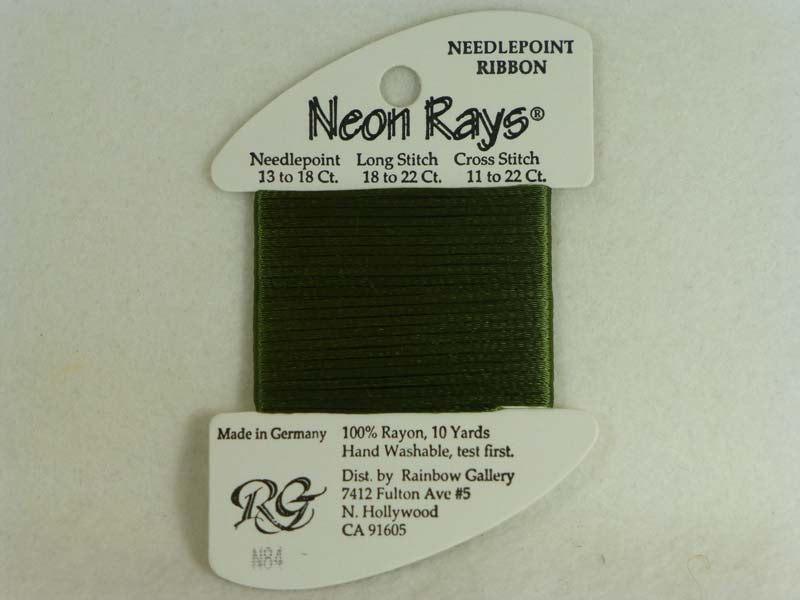 NEEDLEPOINT
RIBBON
Neon Rays®
Needlepoint Long Stitch Cross Stitch
13 to 18 Ct. 18 to 22 Ct. 11 to 22 Ct.
Made in Germany
100% Rayon, 10 Yards
Hand Washable, test first.
Dist. by Rainbow Gallery
7412 Fulton Ave #5
N. Hollywood
CA 91605
RG
N84